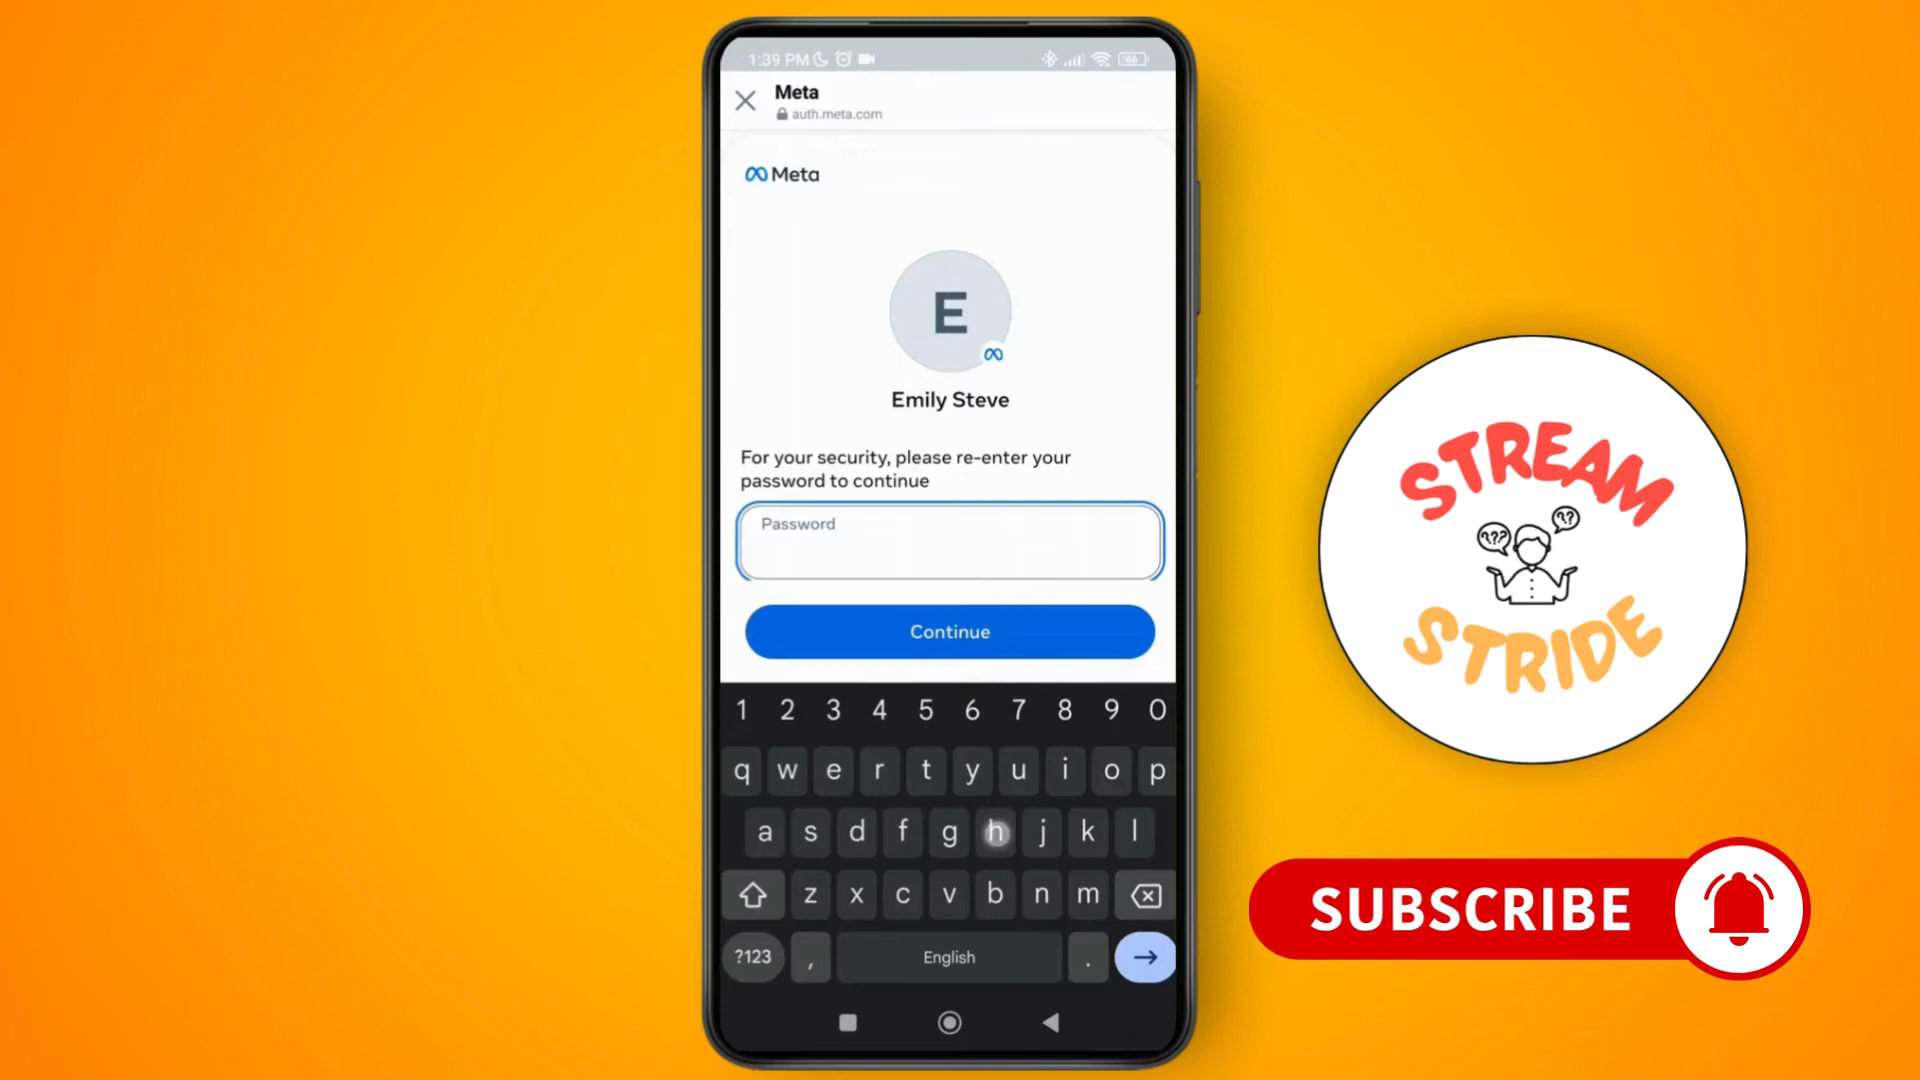 1:39 PM
86
Meta
auth.meta.com
Meta
E
Emily Steve
For your security, please re-enter your
password to continue
Password
Continue
1 2 3 4 5 6 7 8 9 0
q w e r t y u i o p
a s d f g h j k l
z x c v b n m
?123 , English .
STREAM
??? ??
STRIDE
SUBSCRIBE